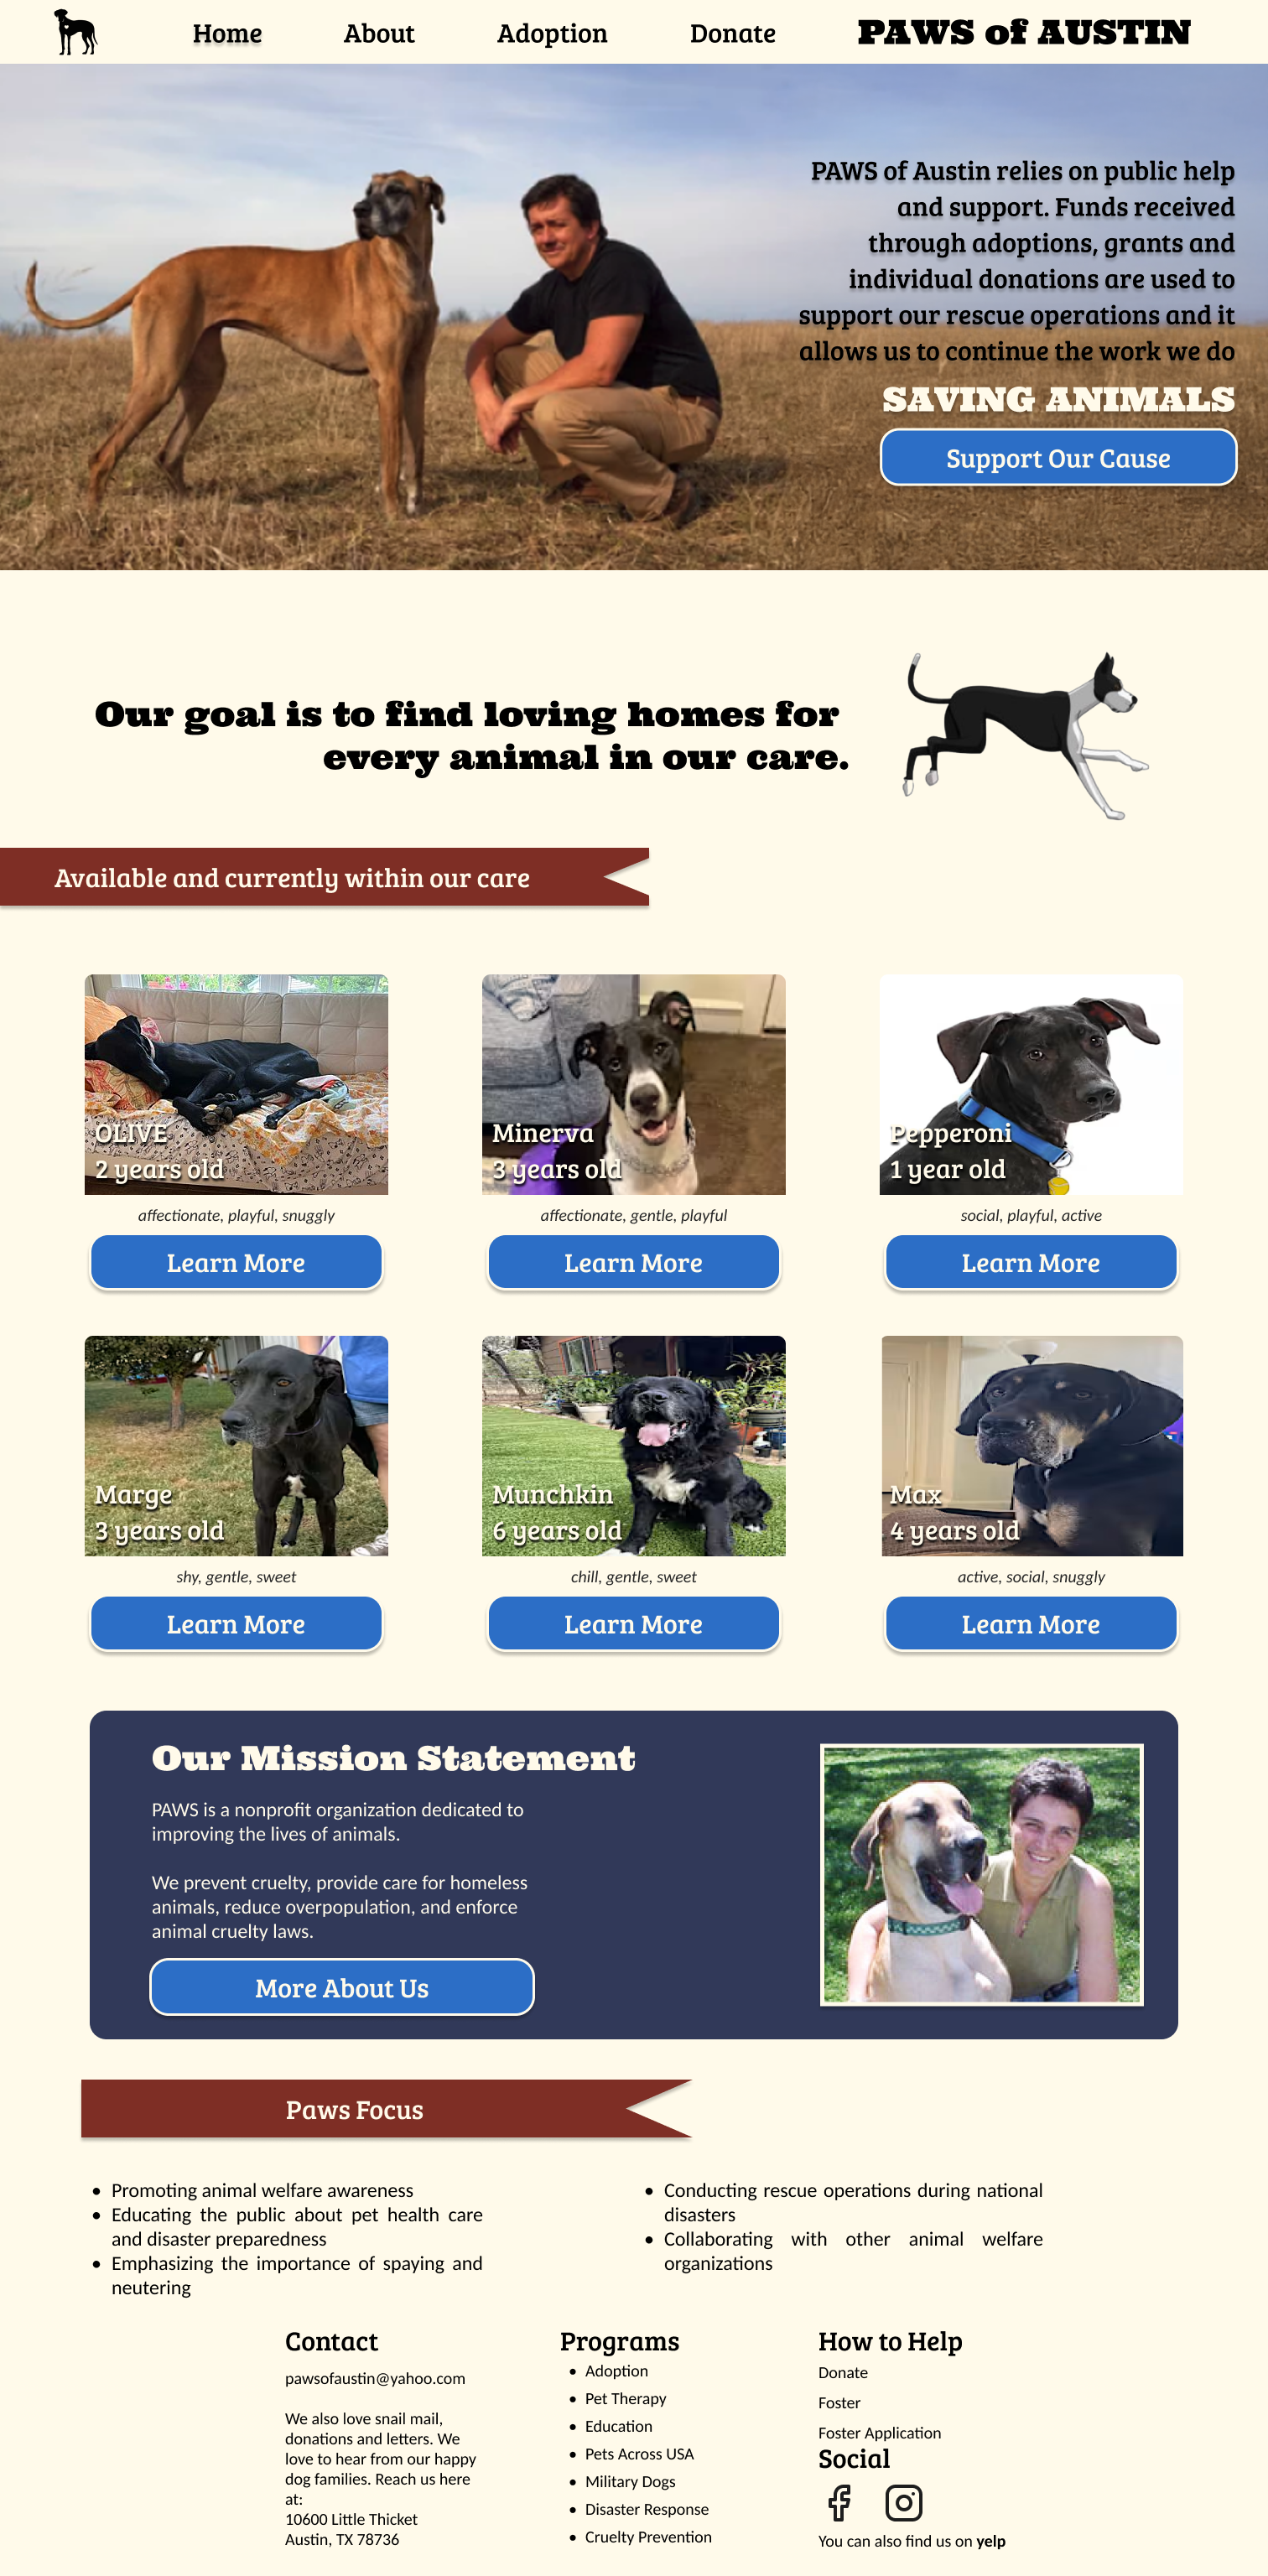 Home About Adoption Donate PAWS of AUSTIN
PAWS of Austin relies on public help
and support. Funds received
through adoptions, grants and
individual donations are used to
support our rescue operations and it
allows us to continue the work we do
SAVING ANIMALS
Support Our Cause
Our goal is to find loving homes for
every animal in our care.
Available and currently within our care
OLIVE
2 years old
affectionate, playful, snuggly
Learn More
Minerva
3 years old
affectionate, gentle, playful
Learn More
Pepperoni
1 year old
social, playful, active
Learn More
Marge
3 years old
shy, gentle, sweet
Learn More
Munchkin
6 years old
chill, gentle, sweet
Learn More
Max
4 years old
active, social, snuggly
Learn More
Our Mission Statement
PAWS is a nonprofit organization dedicated to
improving the lives of animals.
We prevent cruelty, provide care for homeless
animals, reduce overpopulation, and enforce
animal cruelty laws.
More About Us
Paws Focus
• Promoting animal welfare awareness
• Educating the public about pet health care
and disaster preparedness
• Emphasizing the importance of spaying and
neutering
• Conducting rescue operations during national
disasters
• Collaborating with other animal welfare
organizations
Contact
pawsofaustin@yahoo.com
We also love snail mail,
donations and letters. We
love to hear from our happy
dog families. Reach us here
at:
10600 Little Thicket
Austin, TX 78736
Programs
• Adoption
• Pet Therapy
• Education
• Pets Across USA
• Military Dogs
• Disaster Response
• Cruelty Prevention
How to Help
Donate
Foster
Foster Application
Social
You can also find us on yelp